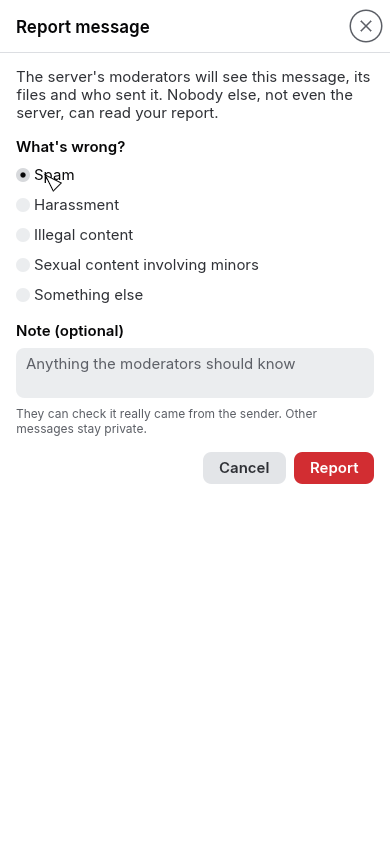 Report message
The server's moderators will see this message, its
files and who sent it. Nobody else, not even the
server, can read your report.
What's wrong?
Spam
Harassment
Illegal content
Sexual content involving minors
Something else
Note (optional)
Anything the moderators should know
They can check it really came from the sender. Other
messages stay private.
Cancel Report